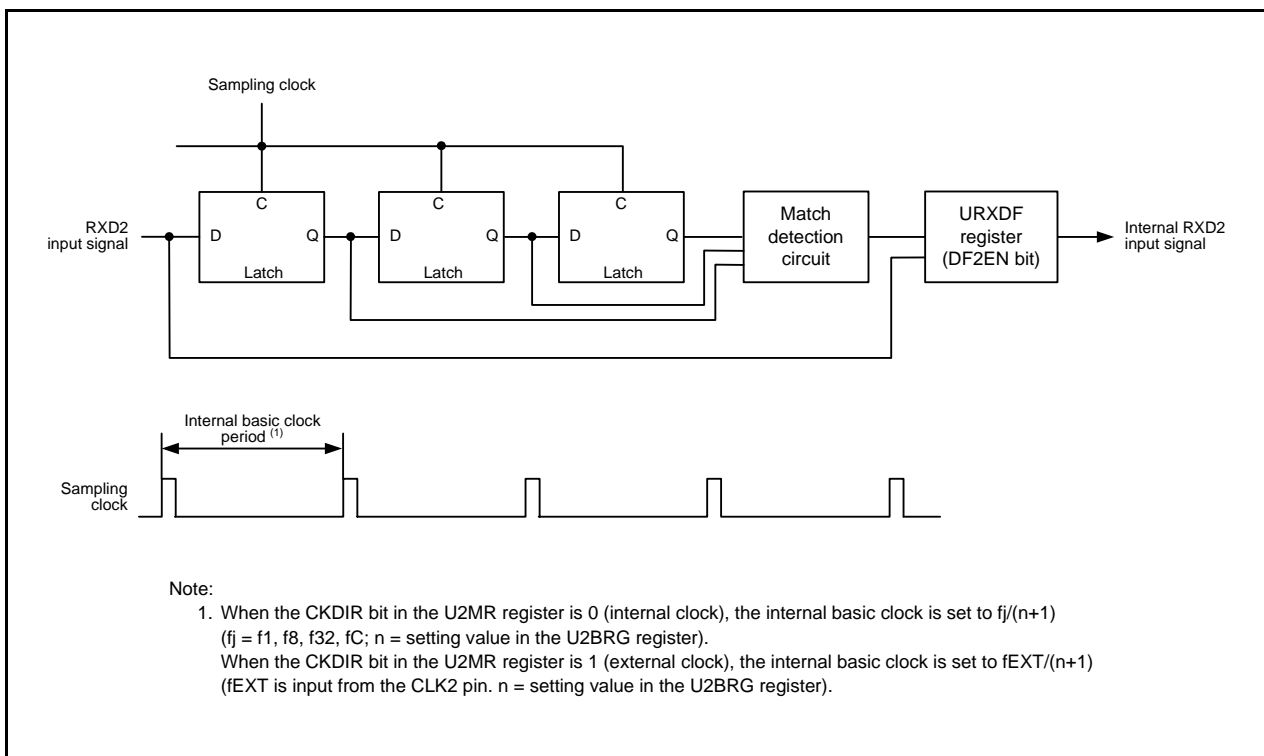 Sampling clock
RXD2
input signal
C
D
Q
Latch
C
D
Q
Latch
C
D
Q
Latch
Match
detection
circuit
URXDF
register
(DF2EN bit)
Internal RXD2
input signal
Internal basic clock
period (1)
Sampling
clock
Note:
1. When the CKDIR bit in the U2MR register is 0 (internal clock), the internal basic clock is set to fj/(n+1)
(fj = f1, f8, f32, fC; n = setting value in the U2BRG register).
When the CKDIR bit in the U2MR register is 1 (external clock), the internal basic clock is set to fEXT/(n+1)
(fEXT is input from the CLK2 pin. n = setting value in the U2BRG register).